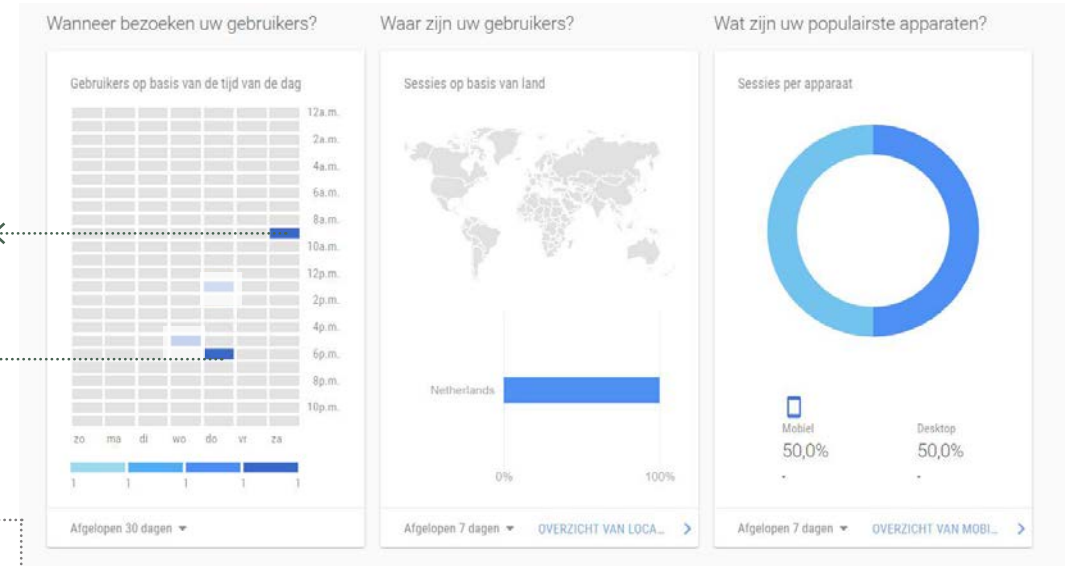 Wanneer bezoeken uw gebruikers?
Gebruikers op basis van de tijd van de dag
12a.m.
2a.m.
4a.m.
6a.m.
8a.m.
10a.m.
12p.m.
2p.m.
4p.m.
6p.m.
8p.m.
10p.m.
zo ma di wo do vr za
1 1 1 1 1
Afgelopen 30 dagen
Waar zijn uw gebruikers?
Sessies op basis van land
Netherlands
0% 100%
Afgelopen 7 dagen OVERZICHT VAN LOCA...
Wat zijn uw populairste apparaten?
Sessies per apparaat
Mobiel Desktop
50,0% 50,0%
- -
Afgelopen 7 dagen OVERZICHT VAN MOBI...